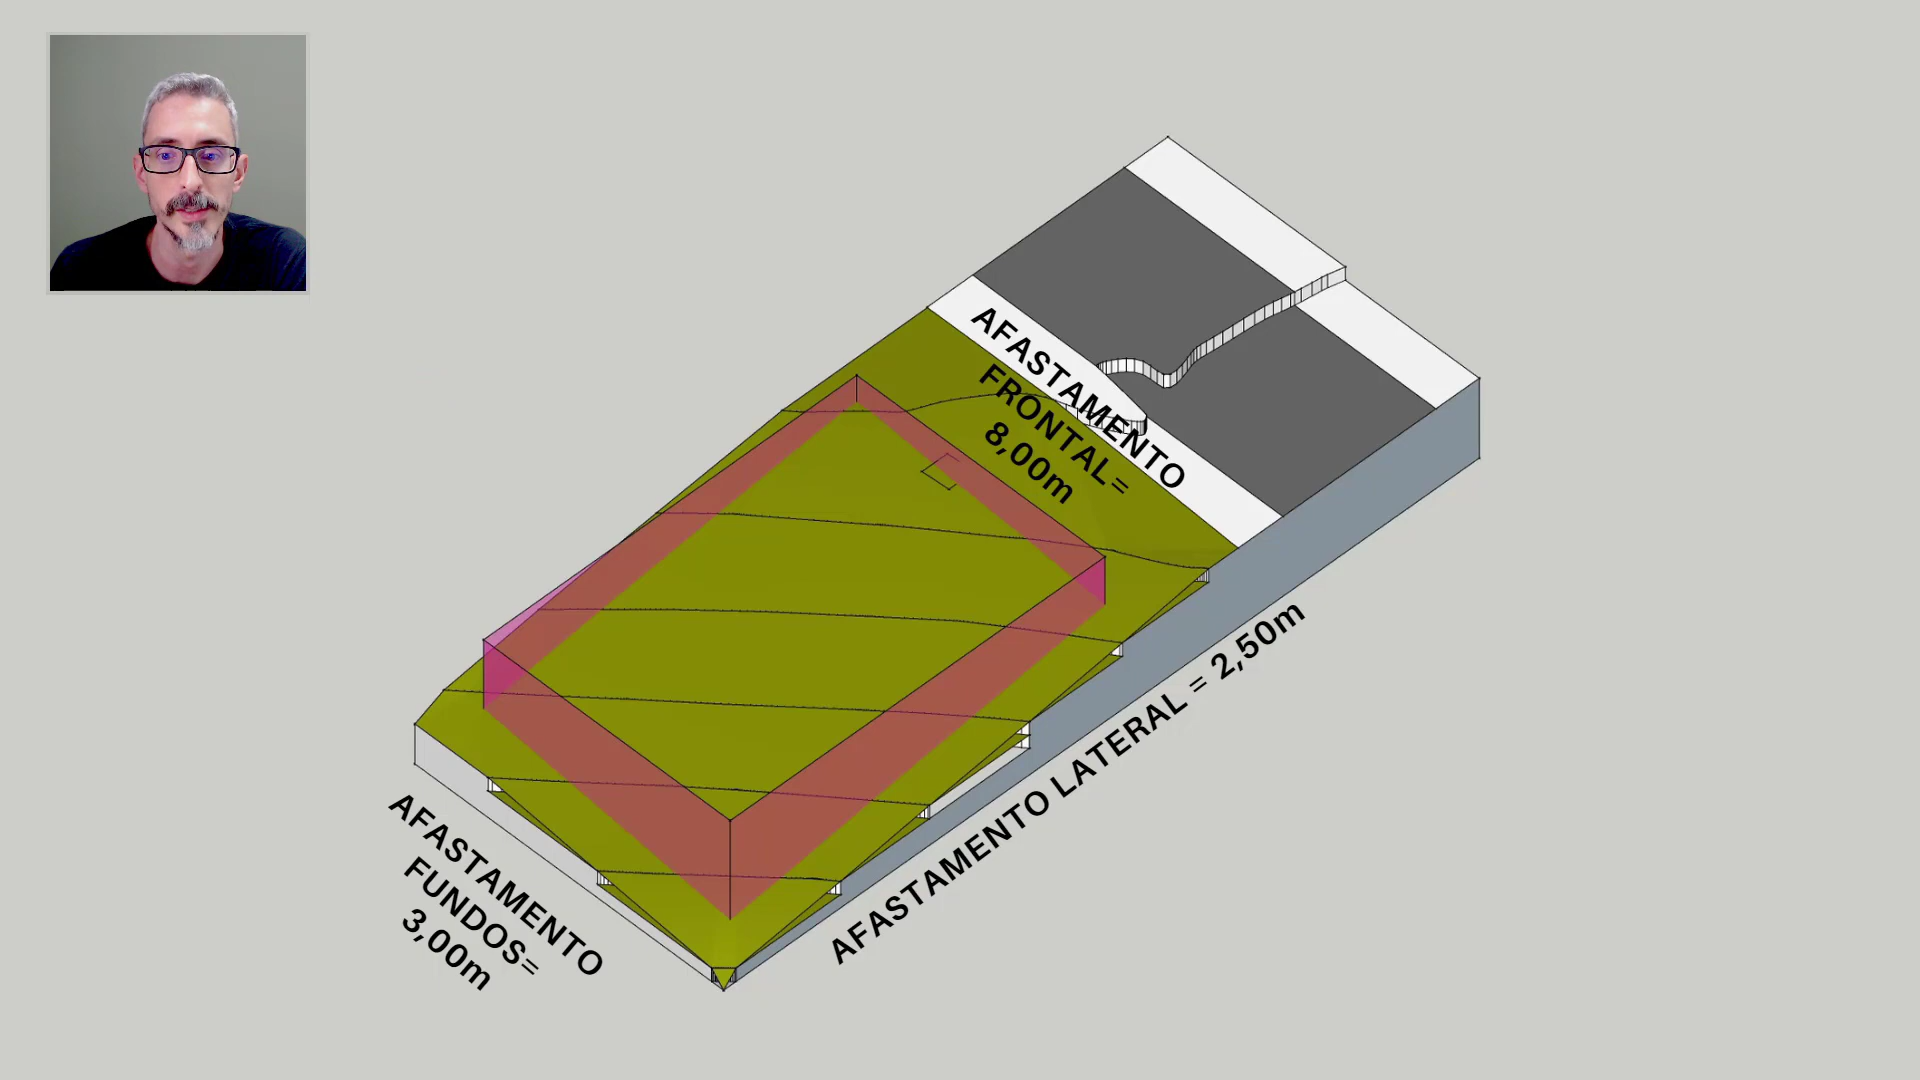 AFASTAMENTO
FRONTAL=
8,00m
AFASTAMENTO LATERAL = 2,50m
AFASTAMENTO
FUNDOS=
3,00m